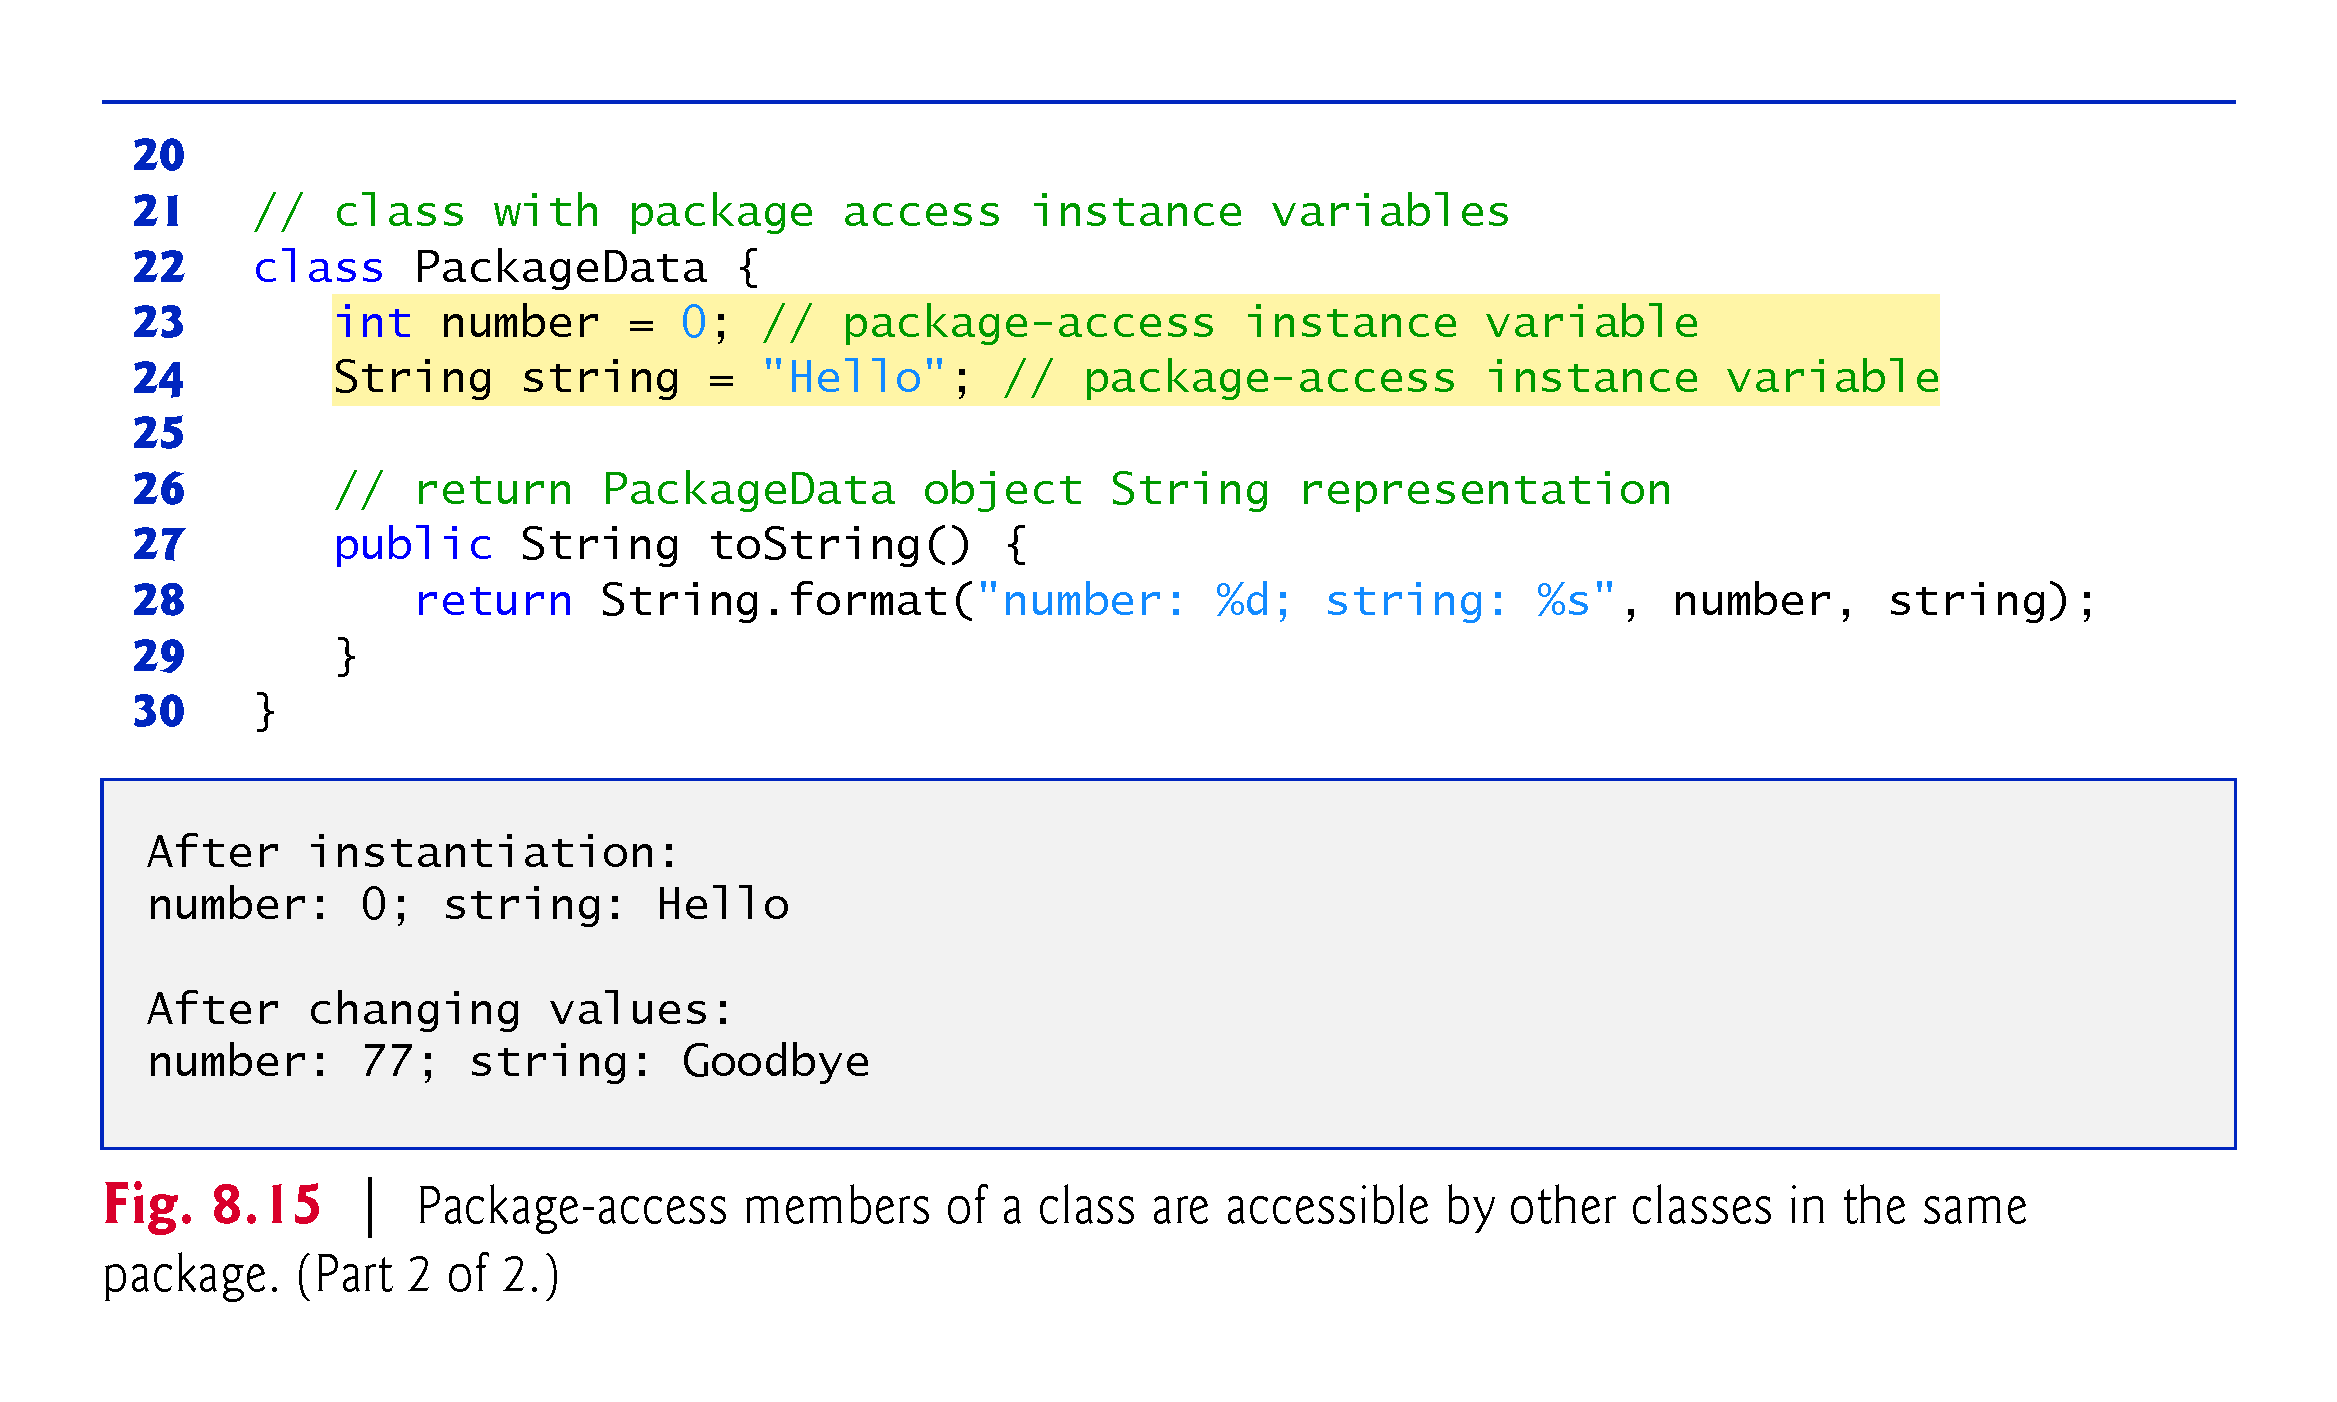 20
21 // class with package access instance variables
22 class PackageData {
23 int number = 0; // package-access instance variable
24 String string = "Hello"; // package-access instance variable
25
26 // return PackageData object String representation
27 public String toString() {
28 return String.format("number: %d; string: %s", number, string);
29 }
30 }
After instantiation:
number: 0; string: Hello
After changing values:
number: 77; string: Goodbye
Fig. 8.15 | Package-access members of a class are accessible by other classes in the same
package. (Part 2 of 2.)